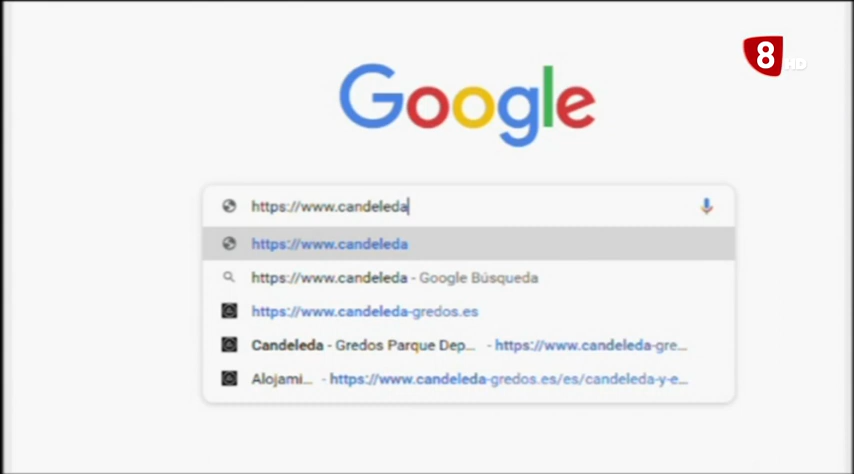 8 HD
Google
https://www.candeleda
https://www.candeleda
https://www.candeleda - Google Búsqueda
https://www.candeleda-gredos.es
Candeleda - Gredos Parque Dep... - https://www.candeleda-gre...
Alojami... - https://www.candeleda-gredos.es/es/candeleda-y-e...